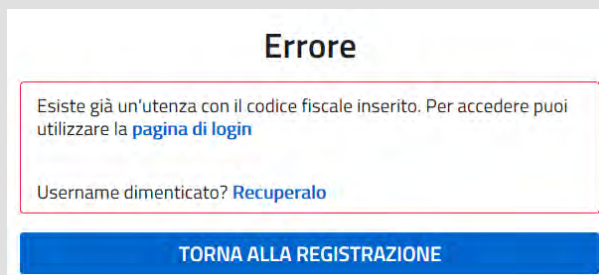 Errore
Esiste già un'utenza con il codice fiscale inserito. Per accedere puoi
utilizzare la pagina di login
Username dimenticato? Recuperalo
TORNA ALLA REGISTRAZIONE